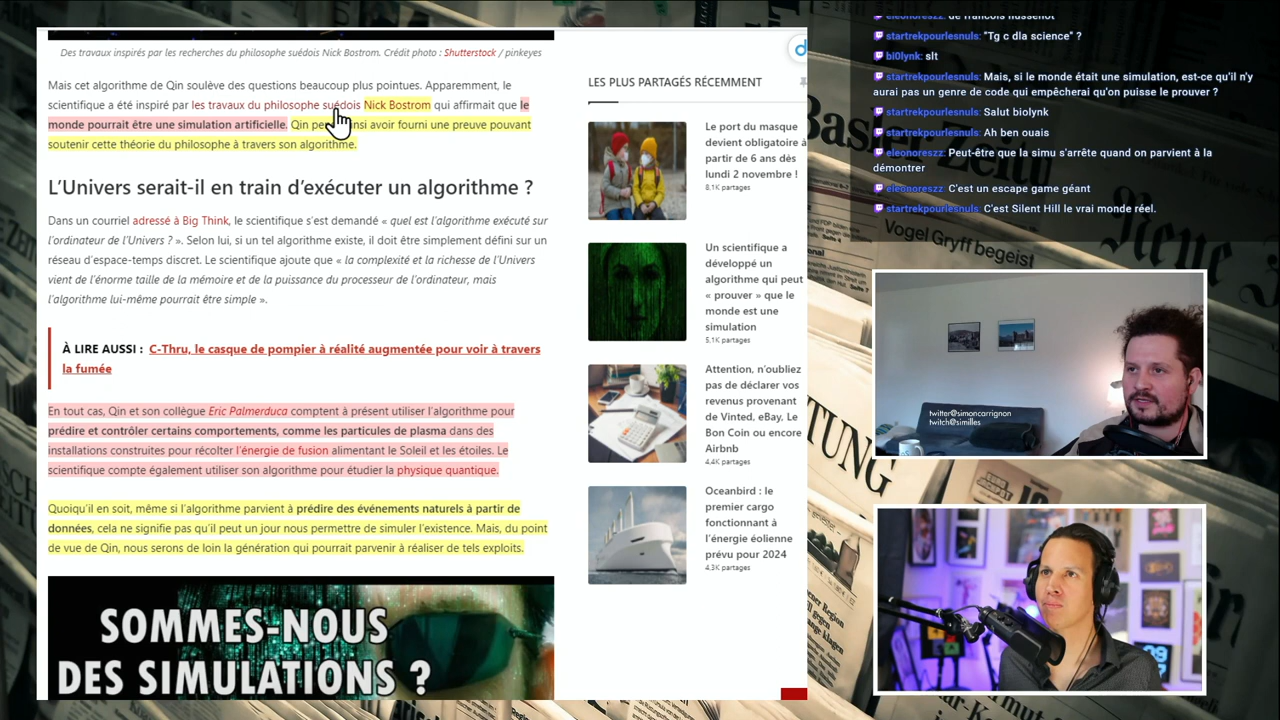 Des travaux inspirés par les recherches du philosophe suédois Nick Bostrom. Crédit photo : Shutterstock / pinkeyes
Mais cet algorithme de Qin soulève des questions beaucoup plus pointues. Apparemment, le
scientifique a été inspiré par les travaux du philosophe suédois Nick Bostrom qui affirmait que le
monde pourrait être une simulation artificielle. Qin ainsi avoir fourni une preuve pouvant
soutenir cette théorie du philosophe à travers son algorithme.
L'Univers serait-il en train d'exécuter un algorithme ?
Dans un courriel adressé à Big Think, le scientifique s'est demandé « quel est l'algorithme exécuté sur
l'ordinateur de l'Univers ? ». Selon lui, si un tel algorithme existe, il doit être simplement défini sur un
réseau d'espace-temps discret. Le scientifique ajoute que « la complexité et la richesse de l'Univers
vient de l'énorme taille de la mémoire et de la puissance du processeur de l'ordinateur, mais
l'algorithme lui-même pourrait être simple ».
À LIRE AUSSI : C-Thru, le casque de pompier à réalité augmentée pour voir à travers
la fumée
En tout cas, Qin et son collègue Eric Palmerduca comptent à présent utiliser l'algorithme pour
prédire et contrôler certains comportements, comme les particules de plasma dans des
installations construites pour récolter l'énergie de fusion alimentant le Soleil et les étoiles. Le
scientifique compte également utiliser son algorithme pour étudier la physique quantique.
Quoiqu'il en soit, même si l'algorithme parvient à prédire des événements naturels à partir de
données, cela ne signifie pas qu'il peut un jour nous permettre de simuler l'existence. Mais, du point
de vue de Qin, nous serons de loin la génération qui pourrait parvenir à réaliser de tels exploits.
SOMMES-NOUS
DES SIMULATIONS ?
LES PLUS PARTAGÉS RÉCEMMENT
Le port du masque
devient obligatoire à
partir de 6 ans dès
lundi 2 novembre !
8,1K partages
Un scientifique a
développé un
algorithme qui peut
« prouver » que le
monde est une
simulation
5,1K partages
Attention, n'oubliez
pas de déclarer vos
revenus provenant
de Vinted, eBay, Le
Bon Coin ou encore
Airbnb
4,4K partages
Oceanbird : le
premier cargo
fonctionnant à
l'énergie éolienne
prévu pour 2024
4,3K partages
startrekpourlesnuls: "Tg c dla science" ?
bi0lynk: slt
startrekpourlesnuls: Mais, si le monde était une simulation, est-ce qu'il n'y
aurai pas un genre de code qui empêcherai qu'on puisse le prouver ?
startrekpourlesnuls: Salut biolynk
startrekpourlesnuls: Ah ben ouais
eleonoreszz: Peut-être que la simu s'arrête quand on parvient à la
démontrer
eleonoreszz: C'est un escape game géant
startrekpourlesnuls: C'est Silent Hill le vrai monde réel.
Vogel Gryff begeist
twitter@simoncarrignon
twitch@similles